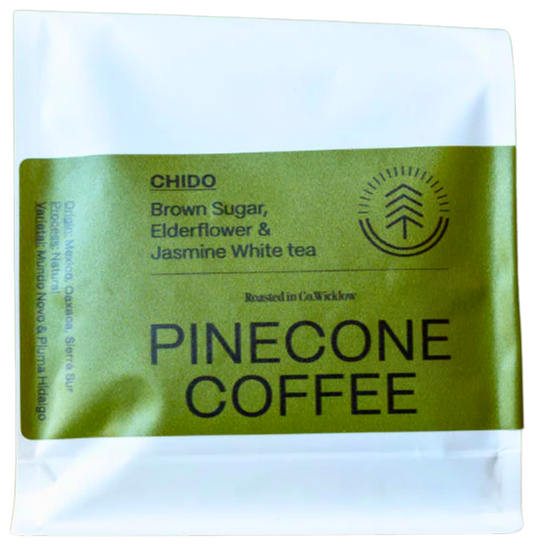 CHIDO
Brown Sugar,
Elderflower &
Jasmine White tea
Roasted in Co.Wicklow
PINECONE
COFFEE
Origin: Mexico, Oaxaca, Sierra Sur
Process: Natural
Varietal: Mundo Novo & Pluma Hidalgo